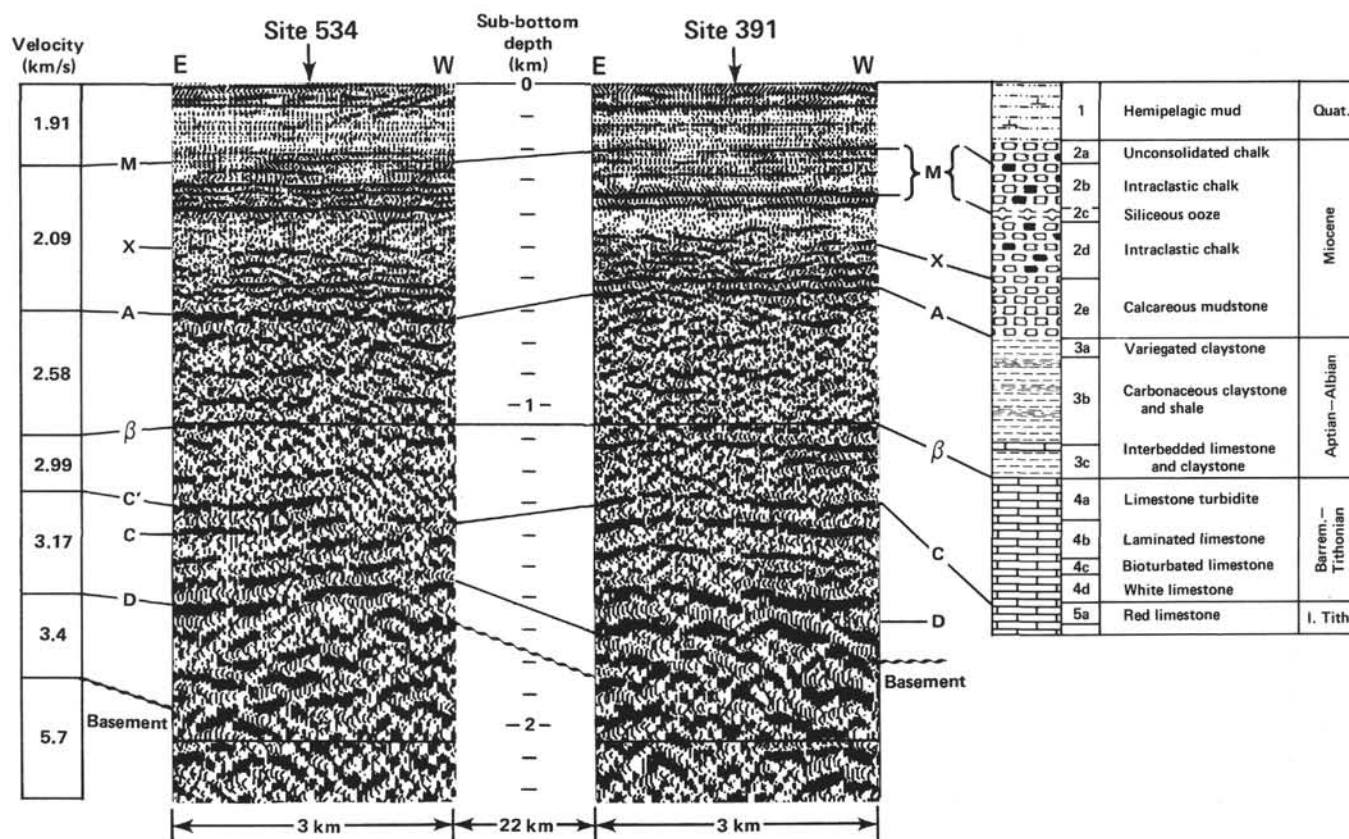 Velocity
(km/s)
1.91
2.09
2.58
2.99
3.17
3.4
5.7
Site 534
E
W
M
X
A
β
C'
C
D
Basement
Sub-bottom
depth
(km)
0
1
2
Site 391
E
W
M
X
A
β
C
D
Basement
1 Hemipelagic mud
2a Unconsolidated chalk
2b Intraclastic chalk
2c Siliceous ooze
2d Intraclastic chalk
2e Calcareous mudstone
3a Variegated claystone
3b Carbonaceous claystone
and shale
3c Interbedded limestone
and claystone
4a Limestone turbidite
4b Laminated limestone
4c Bioturbated limestone
4d White limestone
5a Red limestone
Quat.
Miocene
Aptian–Albian
Barrem.–
Tithonian
l. Tith
3 km
22 km
3 km